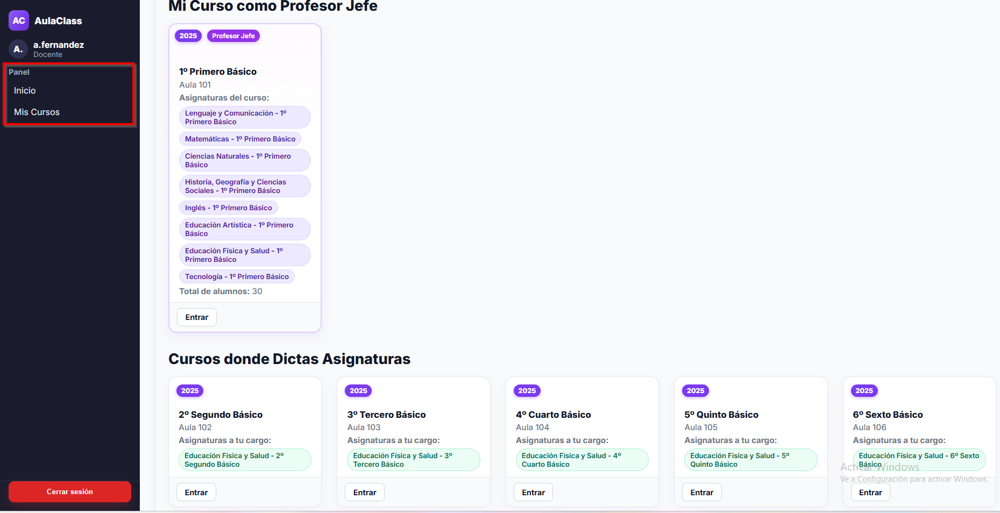 AC AulaClass
A. a.fernandez
Docente
Panel
Inicio
Mis Cursos
Cerrar sesión
Mi Curso como Profesor Jefe
2025 Profesor Jefe
1º Primero Básico
Aula 101
Asignaturas del curso:
Lenguaje y Comunicación - 1º
Primero Básico
Matemáticas - 1º Primero Básico
Ciencias Naturales - 1º Primero
Básico
Historia, Geografía y Ciencias
Sociales - 1º Primero Básico
Inglés - 1º Primero Básico
Educación Artística - 1º Primero
Básico
Educación Física y Salud - 1º
Primero Básico
Tecnología - 1º Primero Básico
Total de alumnos: 30
Entrar
Cursos donde Dictas Asignaturas
2025
2º Segundo Básico
Aula 102
Asignaturas a tu cargo:
Educación Física y Salud - 2º
Segundo Básico
Entrar
2025
3º Tercero Básico
Aula 103
Asignaturas a tu cargo:
Educación Física y Salud - 3º
Tercero Básico
Entrar
2025
4º Cuarto Básico
Aula 104
Asignaturas a tu cargo:
Educación Física y Salud - 4º
Cuarto Básico
Entrar
2025
5º Quinto Básico
Aula 105
Asignaturas a tu cargo:
Educación Física y Salud - 5º
Quinto Básico
Entrar
2025
6º Sexto Básico
Aula 106
Asignaturas a tu cargo:
Educación Física y Salud - 6º Sexto
Básico
Entrar
Activar Windows
Ve a Configuración para activar Windows.